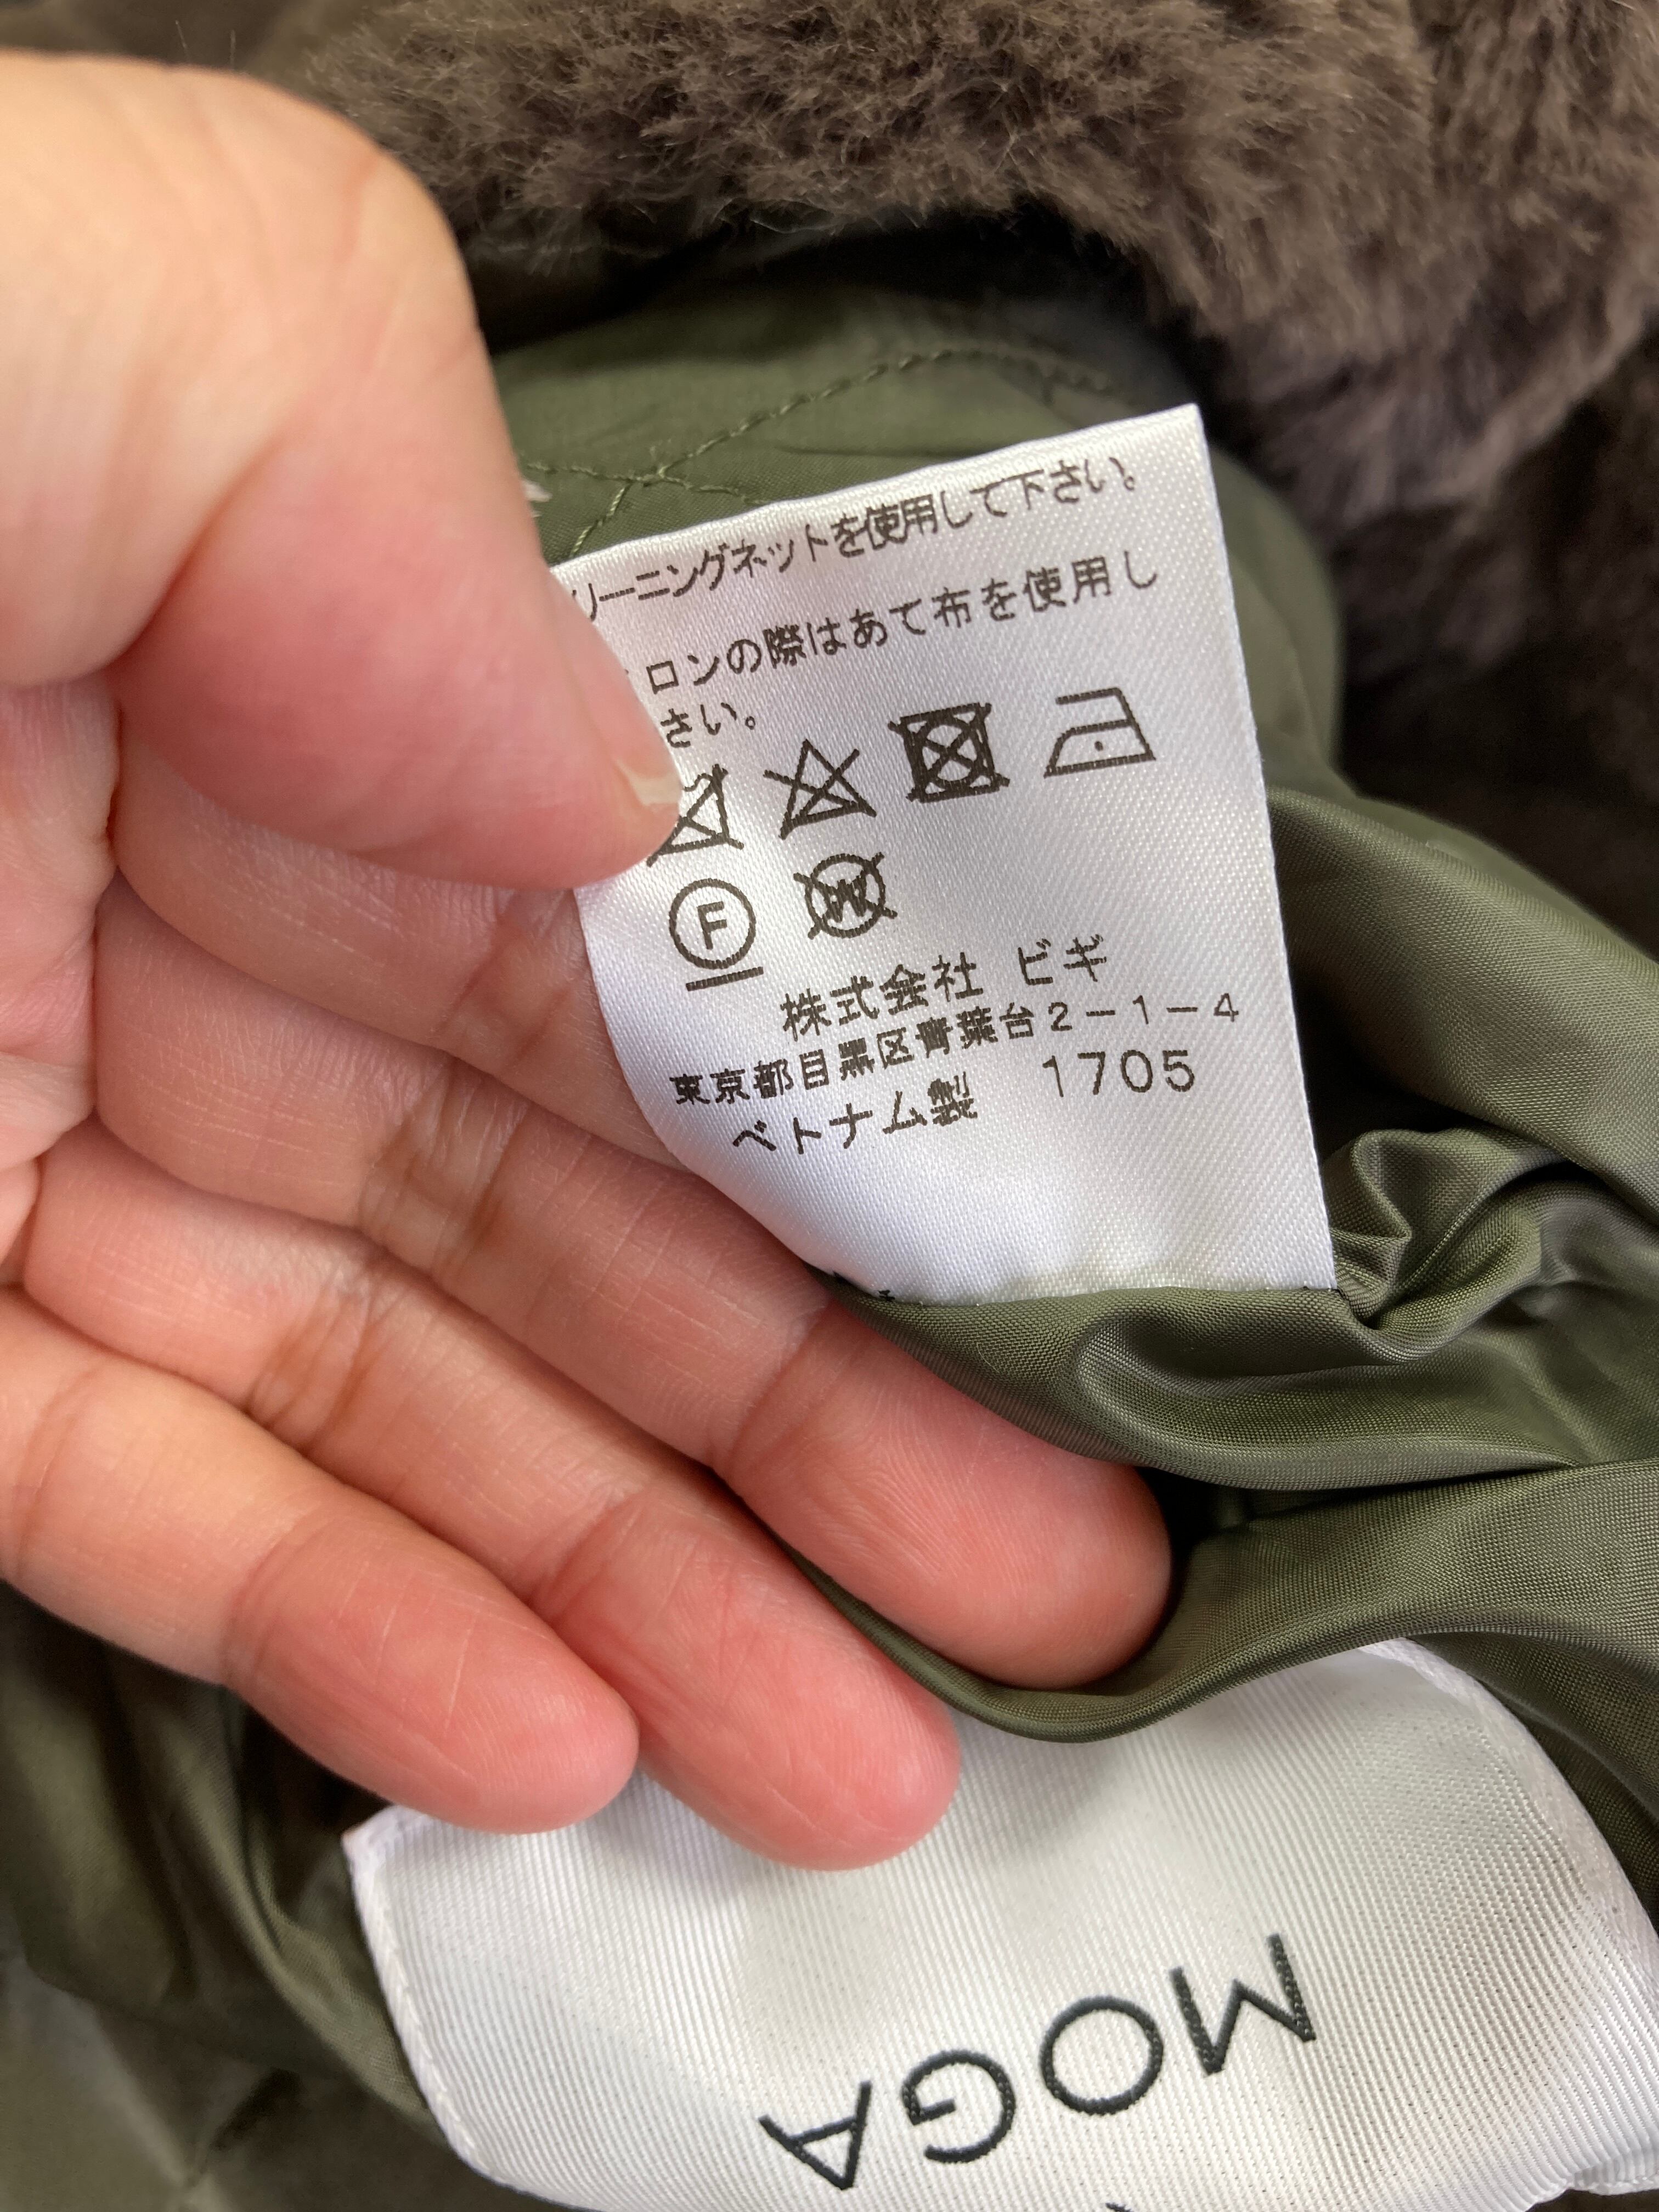 リーニングネットを使用して下さい。
ロンの際はあて布を使用し
さい。
F W
株式会社 ビギ
東京都目黒区青葉台2-1-4
ベトナム製 1705
MOGA